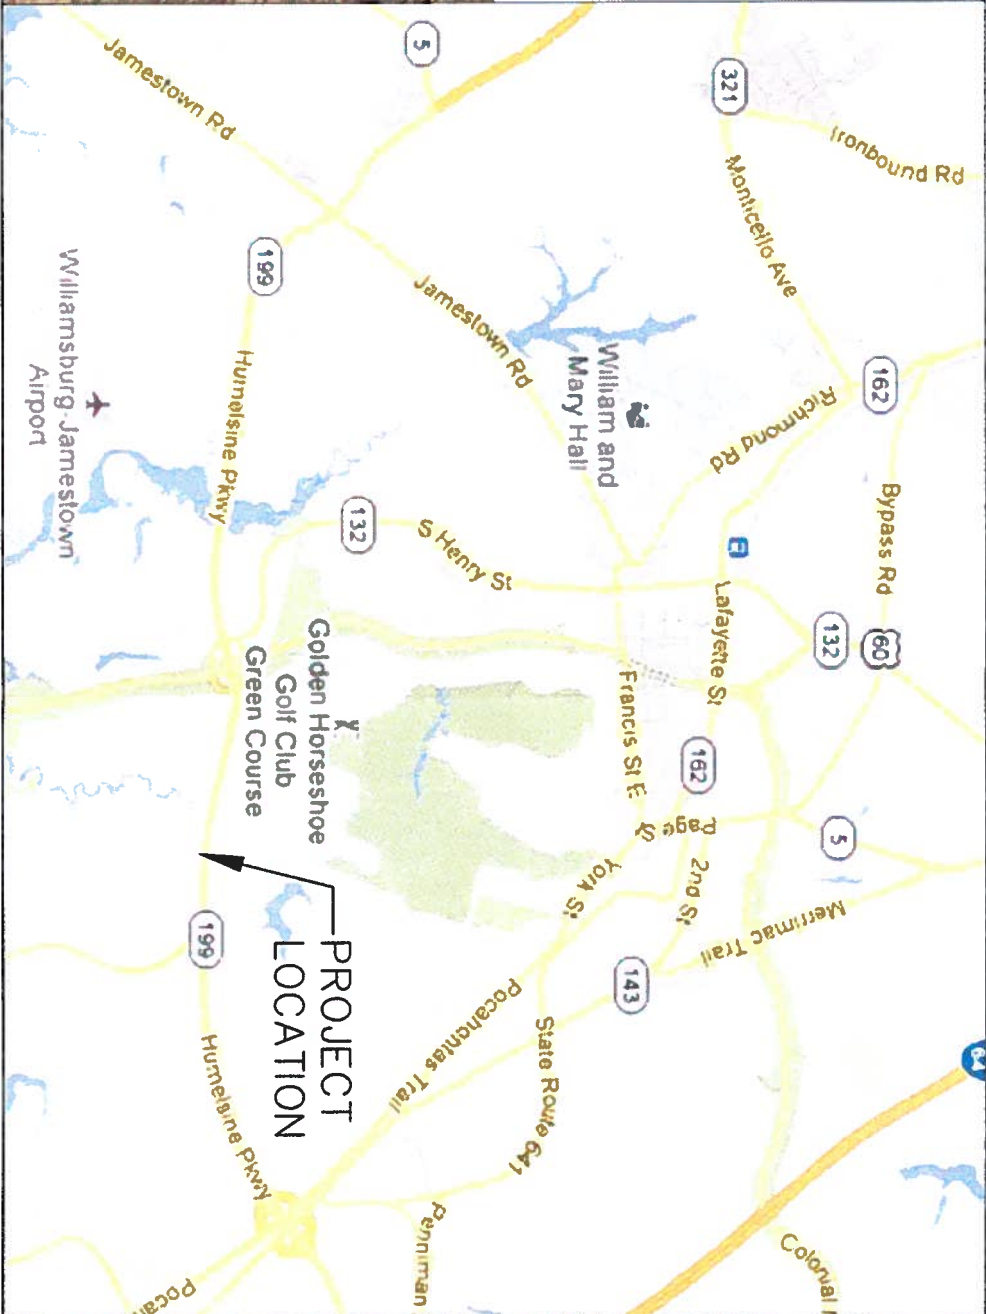 64
Ironbound Rd
162
Bypass Rd
60
5
132
Colonial
321
Monticello Ave
Richmond Rd
Merrimac Trail
Lafayette St
162
Page St
2nd St
William and
Mary Hall
Francis St E
143
York St
State Route 641
5
Jamestown Rd
S Henry St
Pocahontas Trail
Penniman
132
Golden Horseshoe
Golf Club
Green Course
PROJECT
LOCATION
199
Humelsine Pkwy
199
Humelsine Pkwy
Jamestown Rd
Pocah
Williamsburg-Jamestown
Airport